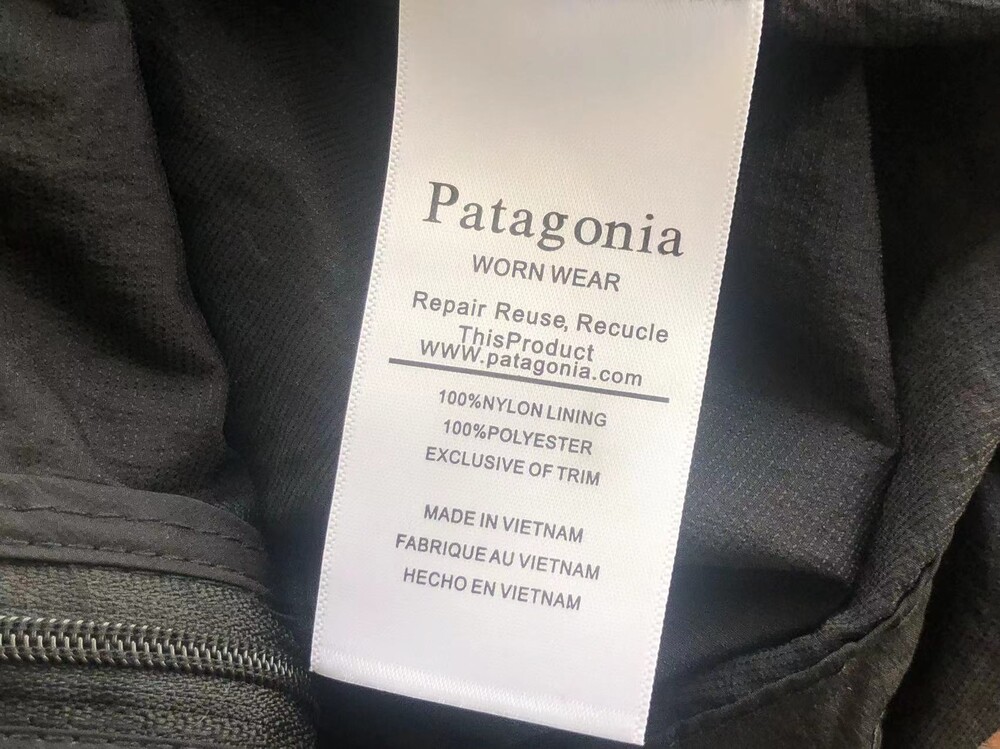 Patagonia
WORN WEAR
Repair Reuse, Recucle
ThisProduct
www.patagonia.com
100%NYLON LINING
100%POLYESTER
EXCLUSIVE OF TRIM
MADE IN VIETNAM
FABRIQUE AU VIETNAM
HECHO EN VIETNAM